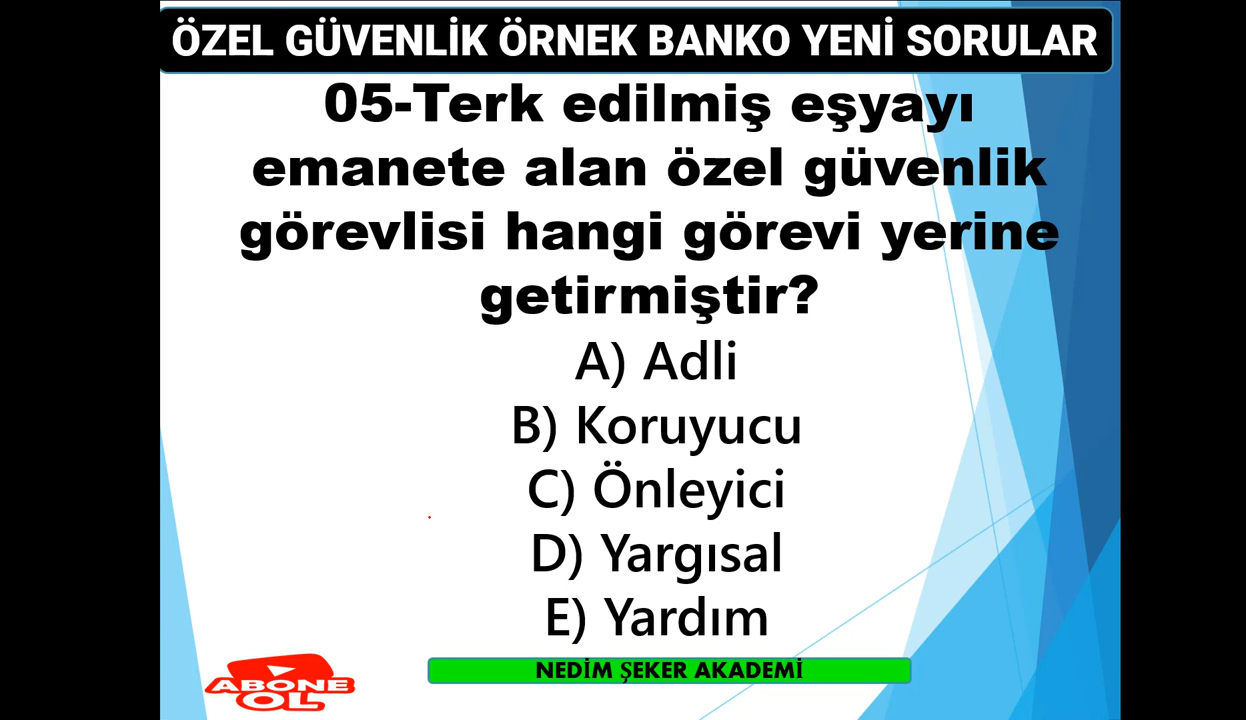 ÖZEL GÜVENLİK ÖRNEK BANKO YENİ SORULAR
05-Terk edilmiş eşyayı
emanete alan özel güvenlik
görevlisi hangi görevi yerine
getirmiştir?
A) Adli
B) Koruyucu
C) Önleyici
D) Yargısal
E) Yardım
NEDİM ŞEKER AKADEMİ
ABONE
OL